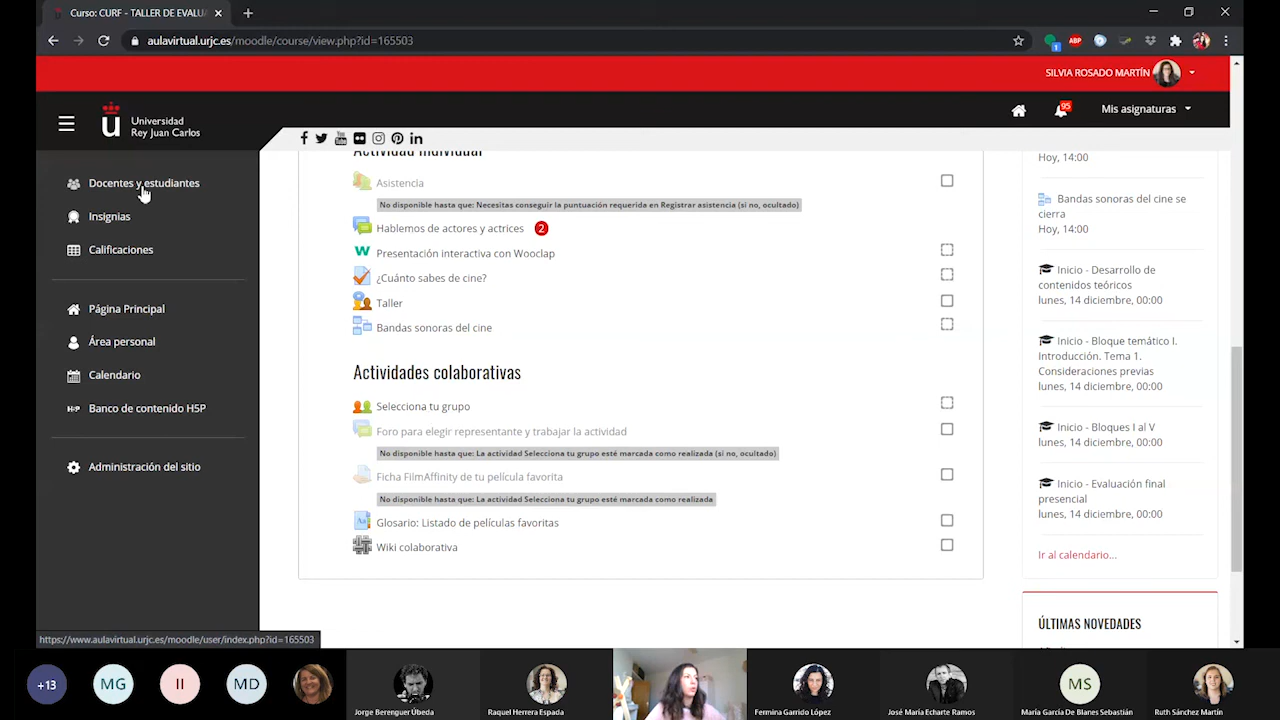 Curso: CURF - TALLER DE EVALUA
aulavirtual.urjc.es/moodle/course/view.php?id=165503
1
ABP
SILVIA ROSADO MARTÍN
u
Universidad
Rey Juan Carlos
95
Mis asignaturas
Docentes y estudiantes
Insignias
Calificaciones
Página Principal
Área personal
Calendario
H5P Banco de contenido H5P
Administración del sitio
https://www.aulavirtual.urjc.es/moodle/user/index.php?id=165503
Actividad individual
Asistencia
No disponible hasta que: Necesitas conseguir la puntuación requerida en Registrar asistencia (si no, ocultado)
Hablemos de actores y actrices 2
W Presentación interactiva con Wooclap
¿Cuánto sabes de cine?
Taller
Bandas sonoras del cine
Actividades colaborativas
Selecciona tu grupo
Foro para elegir representante y trabajar la actividad
No disponible hasta que: La actividad Selecciona tu grupo esté marcada como realizada (si no, ocultado)
Ficha FilmAffinity de tu película favorita
No disponible hasta que: La actividad Selecciona tu grupo esté marcada como realizada
Glosario: Listado de películas favoritas
Wiki colaborativa
Hoy, 14:00
Bandas sonoras del cine se
cierra
Hoy, 14:00
Inicio - Desarrollo de
contenidos teóricos
lunes, 14 diciembre, 00:00
Inicio - Bloque temático I.
Introducción. Tema 1.
Consideraciones previas
lunes, 14 diciembre, 00:00
Inicio - Bloques I al V
lunes, 14 diciembre, 00:00
Inicio - Evaluación final
presencial
lunes, 14 diciembre, 00:00
Ir al calendario...
ÚLTIMAS NOVEDADES
+13
MG
II
MD
Jorge Berenguer Úbeda
Raquel Herrera Espada
Fermina Garrido López
José María Echarte Ramos
MS
María García De Blanes Sebastián
Ruth Sánchez Martín